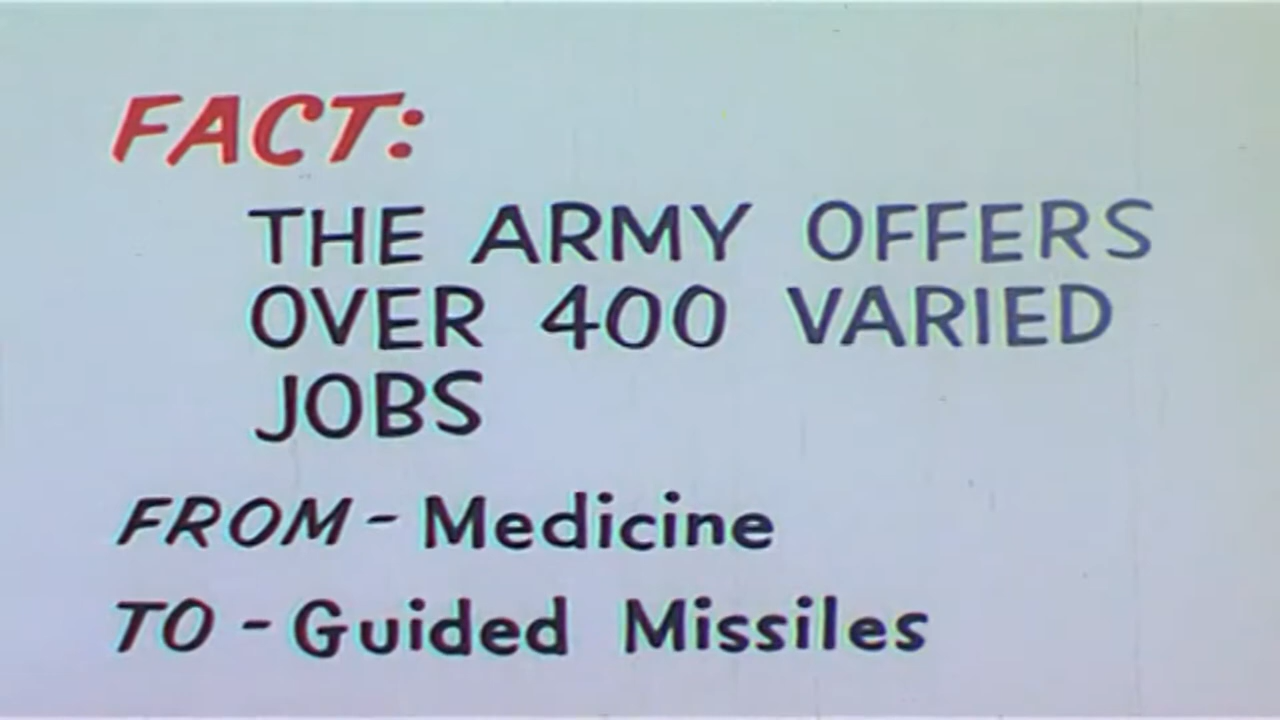 FACT:
THE ARMY OFFERS
OVER 400 VARIED
JOBS
FROM - Medicine
TO - Guided Missiles